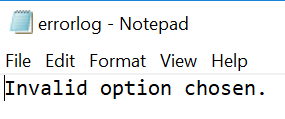 errorlog - Notepad
File Edit Format View Help
Invalid option chosen.